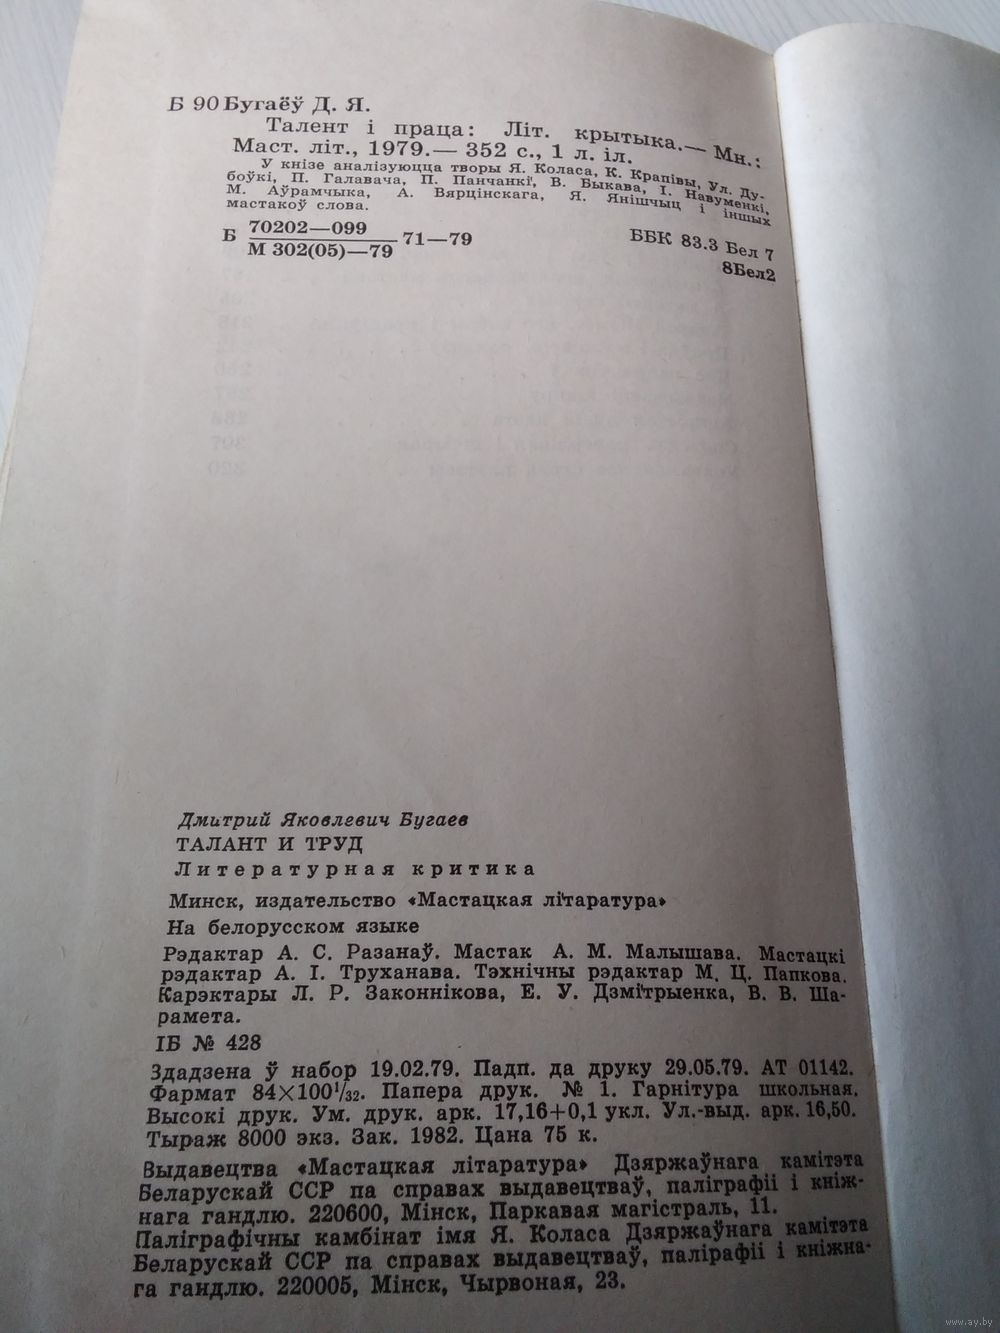 Б 90 Бугаёў Д. Я.
Талент і праца: Літ. крытыка.— Мн.:
Маст. літ., 1979.— 352 с., 1 л. іл.
У кнізе аналізуюцца творы Я. Коласа, К. Крапівы, Ул. Ду-
боўкі, П. Галавача, П. Панчанкі, В. Быкава, І. Навуменкі,
М. Аўрамчыка, А. Вярцінскага, Я. Янішчыц і іншых
мастакоў слова.
Б 70202—099 71—79
М 302(05)—79
ББК 83.3 Бел 7
8Бел2
Дмитрий Яковлевич Бугаев
ТАЛАНТ И ТРУД
Литературная критика
Минск, издательство «Мастацкая літаратура»
На белорусском языке
Рэдактар А. С. Разанаў. Мастак А. М. Малышава. Мастацкі
рэдактар А. І. Труханава. Тэхнічны рэдактар М. Ц. Папкова.
Карэктары Л. Р. Законнікова, Е. У. Дзмітрыенка, В. В. Ша-
рамета.
ІБ № 428
Здадзена ў набор 19.02.79. Падп. да друку 29.05.79. АТ 01142.
Фармат 84×100¹/₃₂. Папера друк. № 1. Гарнітура школьная.
Высокі друк. Ум. друк. арк. 17,16+0,1 укл. Ул.-выд. арк. 16,50.
Тыраж 8000 экз. Зак. 1982. Цана 75 к.
Выдавецтва «Мастацкая літаратура» Дзяржаўнага камітэта
Беларускай ССР па справах выдавецтваў, паліграфіі і кніж-
нага гандлю. 220600, Мінск, Паркавая магістраль, 11.
Паліграфічны камбінат імя Я. Коласа Дзяржаўнага камітэта
Беларускай ССР па справах выдавецтваў, паліграфіі і кніжна-
га гандлю. 220005, Мінск, Чырвоная, 23.
www.ay.by